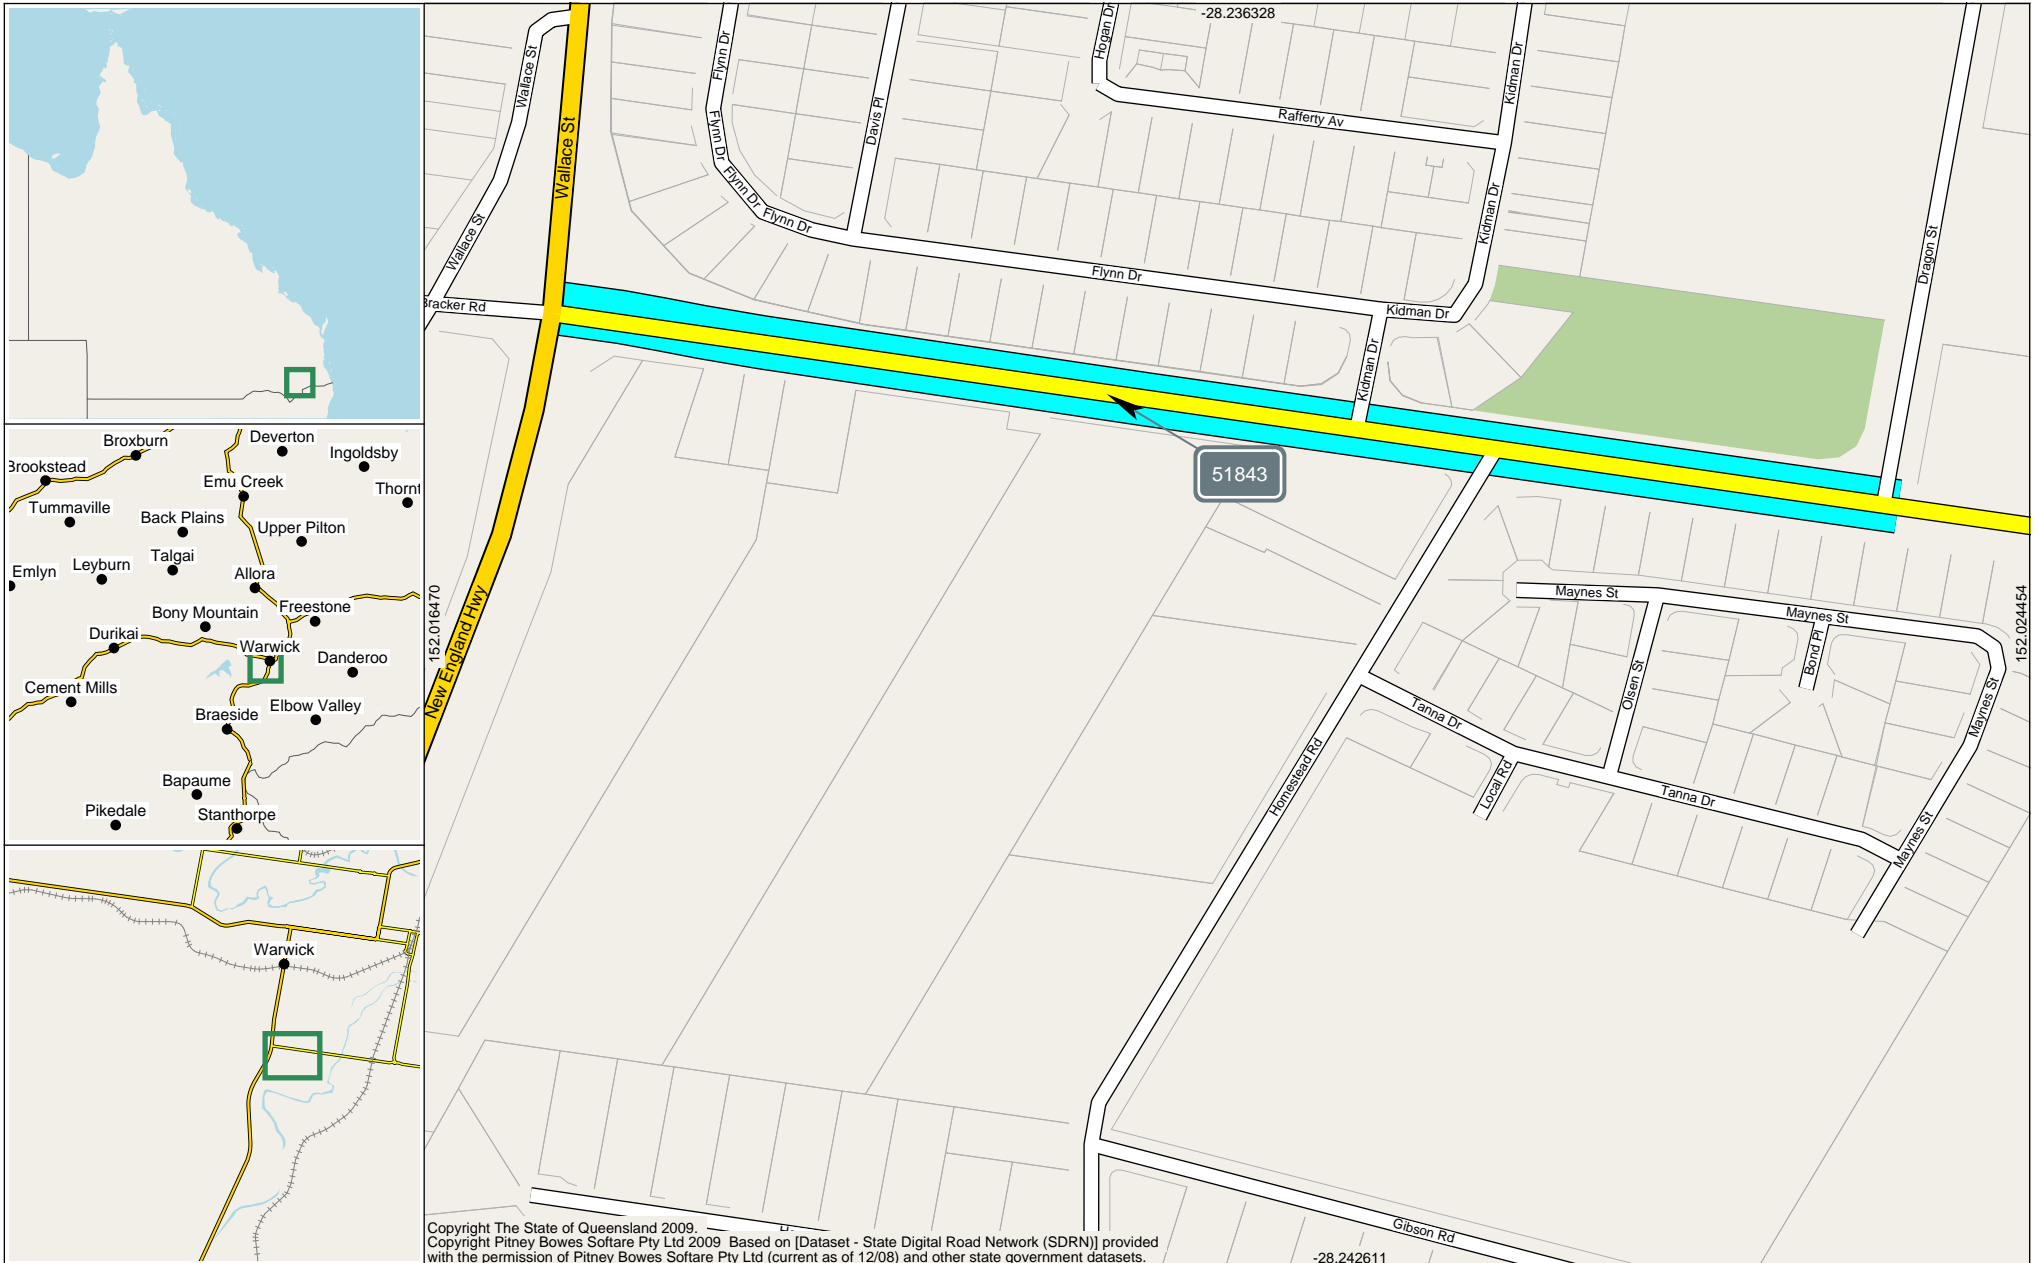 -28.236328
Wallace St
Wallace St
Wallace St
Flynn Dr
Flynn Dr
Flynn Dr
Flynn Dr
Flynn Dr
Davis Pl
Hogan Dr
Rafferty Av
Kidman Dr
Kidman Dr
Kidman Dr
Kidman Dr
Dragon St
Bracker Rd
51843
New England Hwy
152.016470
152.024454
Homestead Rd
Maynes St
Maynes St
Maynes St
Maynes St
Bond Pl
Olsen St
Tanna Dr
Tanna Dr
Local Rd
Gibson Rd
-28.242611
Broxburn
Deverton
Ingoldsby
Brookstead
Emu Creek
Tummaville
Back Plains
Upper Pilton
Talgai
Leyburn
Emlyn
Allora
Freestone
Bony Mountain
Durikai
Warwick
Danderoo
Cement Mills
Elbow Valley
Braeside
Bapaume
Pikedale
Stanthorpe
Warwick
Copyright The State of Queensland 2009.
Copyright Pitney Bowes Softare Pty Ltd 2009 Based on [Dataset - State Digital Road Network (SDRN)] provided
with the permission of Pitney Bowes Softare Pty Ltd (current as of 12/08) and other state government datasets.